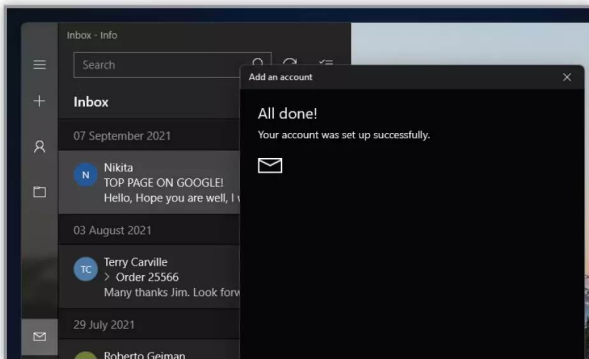 Inbox - Info
Search
Inbox
07 September 2021
N
Nikita
TOP PAGE ON GOOGLE!
Hello, Hope you are well, I
03 August 2021
TC
Terry Carville
> Order 25566
Many thanks Jim. Look forw
29 July 2021
Roberto Geiman
Add an account
All done!
Your account was set up successfully.